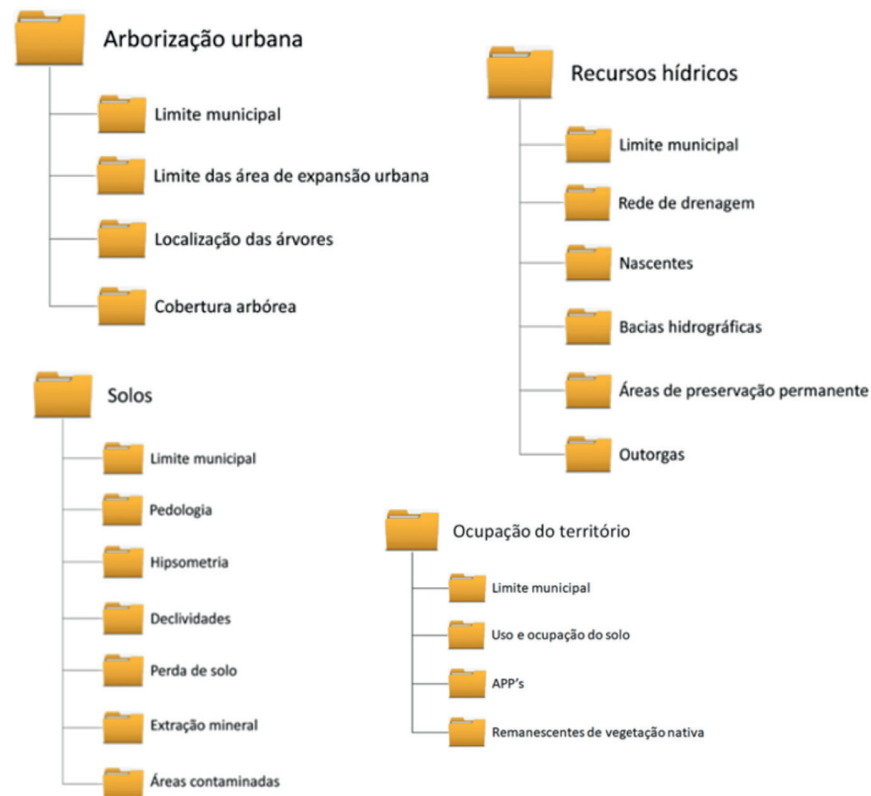 Arborização urbana
Limite municipal
Limite das área de expansão urbana
Localização das árvores
Cobertura arbórea
Recursos hídricos
Limite municipal
Rede de drenagem
Nascentes
Bacias hidrográficas
Áreas de preservação permanente
Outorgas
Solos
Limite municipal
Pedologia
Hipsometria
Declividades
Perda de solo
Extração mineral
Áreas contaminadas
Ocupação do território
Limite municipal
Uso e ocupação do solo
APP's
Remanescentes de vegetação nativa